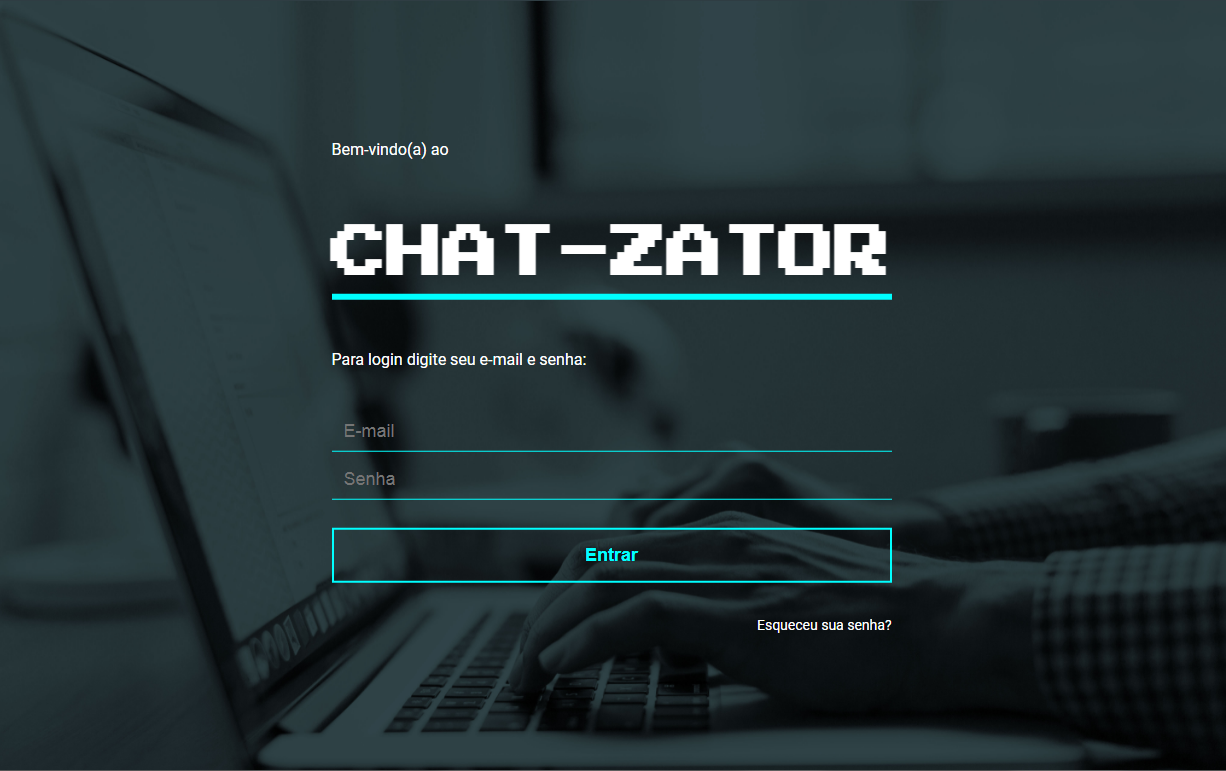 Bem-vindo(a) ao
CHAT-ZATOR
Para login digite seu e-mail e senha:
E-mail
Senha
Entrar
Esqueceu sua senha?